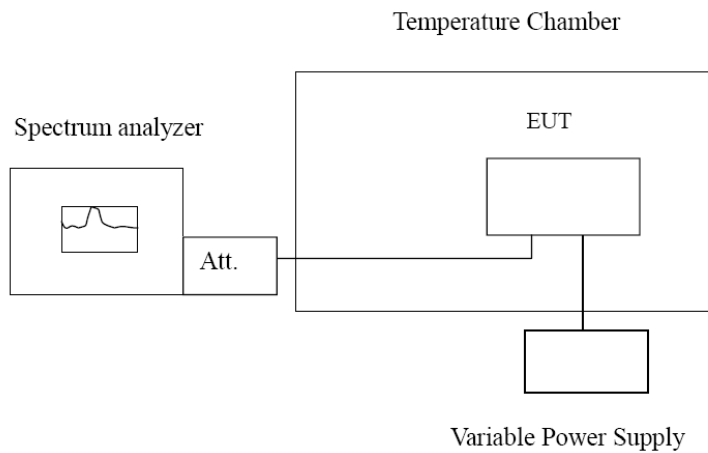 Temperature Chamber
Spectrum analyzer
EUT
Att.
Variable Power Supply